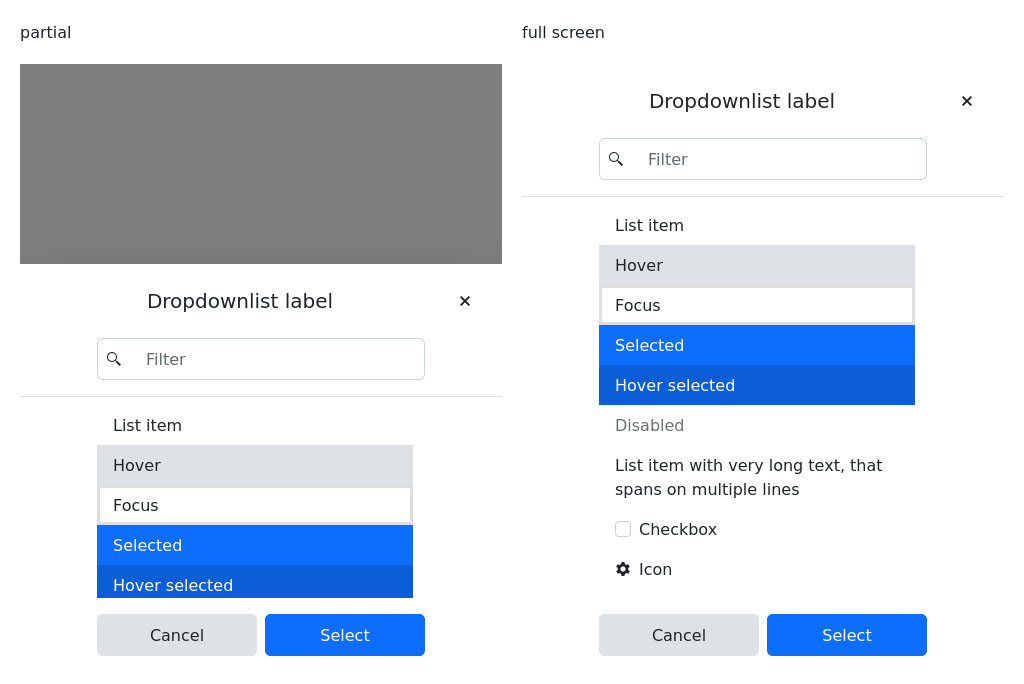 partial
Dropdownlist label
Filter
List item
Hover
Focus
Selected
Hover selected
Cancel
Select
full screen
Dropdownlist label
Filter
List item
Hover
Focus
Selected
Hover selected
Disabled
List item with very long text, that
spans on multiple lines
Checkbox
Icon
Cancel
Select